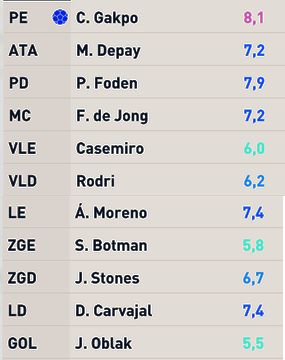 PE C. Gakpo 8,1
ATA M. Depay 7,2
PD P. Foden 7,9
MC F. de Jong 7,2
VLE Casemiro 6,0
VLD Rodri 6,2
LE Á. Moreno 7,4
ZGE S. Botman 5,8
ZGD J. Stones 6,7
LD D. Carvajal 7,4
GOL J. Oblak 5,5